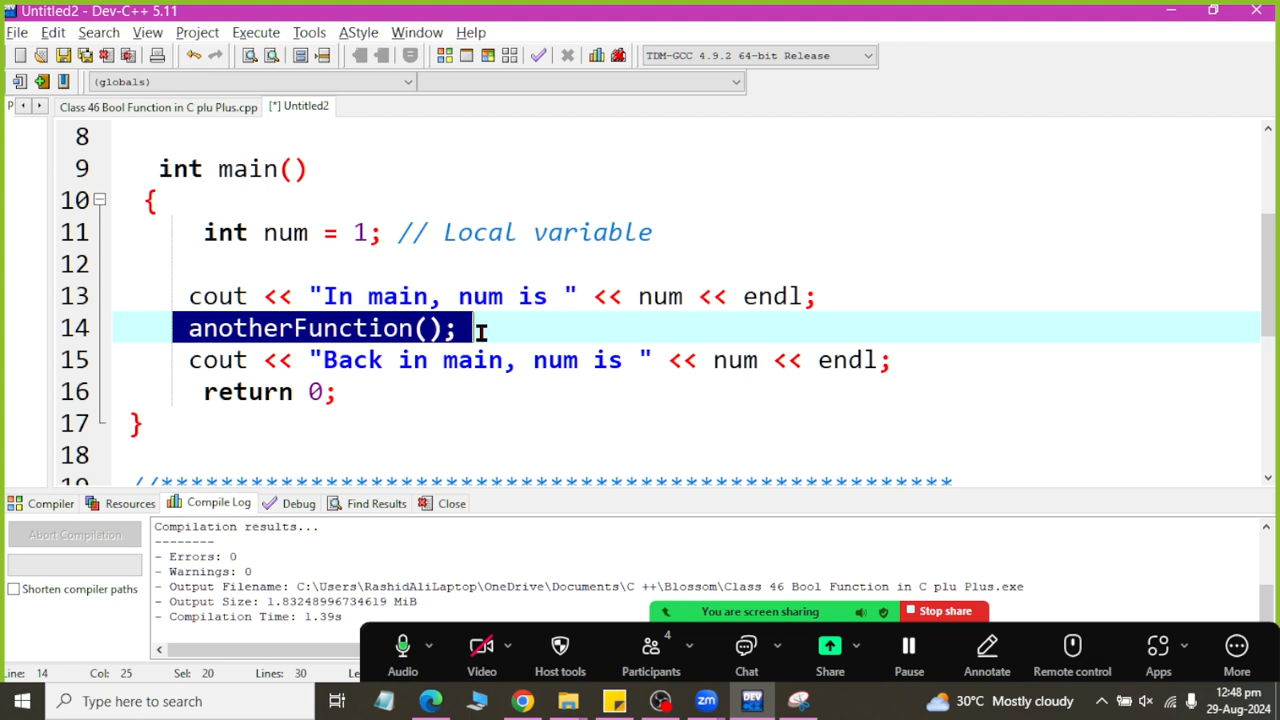 Untitled2 - Dev-C++ 5.11
File Edit Search View Project Execute Tools AStyle Window Help
TDM-GCC 4.9.2 64-bit Release
(globals)
P Class 46 Bool Function in C plu Plus.cpp [*] Untitled2
8
9 int main()
10 {
11 int num = 1; // Local variable
12
13 cout << "In main, num is " << num << endl;
14 anotherFunction();
15 cout << "Back in main, num is " << num << endl;
16 return 0;
17 }
18
19 //*****************************************************
Compiler Resources Compile Log Debug Find Results Close
Abort Compilation
Shorten compiler paths
Compilation results...
--------
- Errors: 0
- Warnings: 0
- Output Filename: C:\Users\RashidAliLaptop\OneDrive\Documents\C ++\Blossom\Class 46 Bool Function in C plu Plus.exe
- Output Size: 1.83248996734619 MiB
- Compilation Time: 1.39s
You are screen sharing Stop share
4
Audio Video Host tools Participants Chat Share Pause Annotate Remote control Apps More
Line: 14 Col: 25 Sel: 20 Lines: 30 Le
Type here to search
DEV
zm
30°C Mostly cloudy
12:48 pm
29-Aug-2024